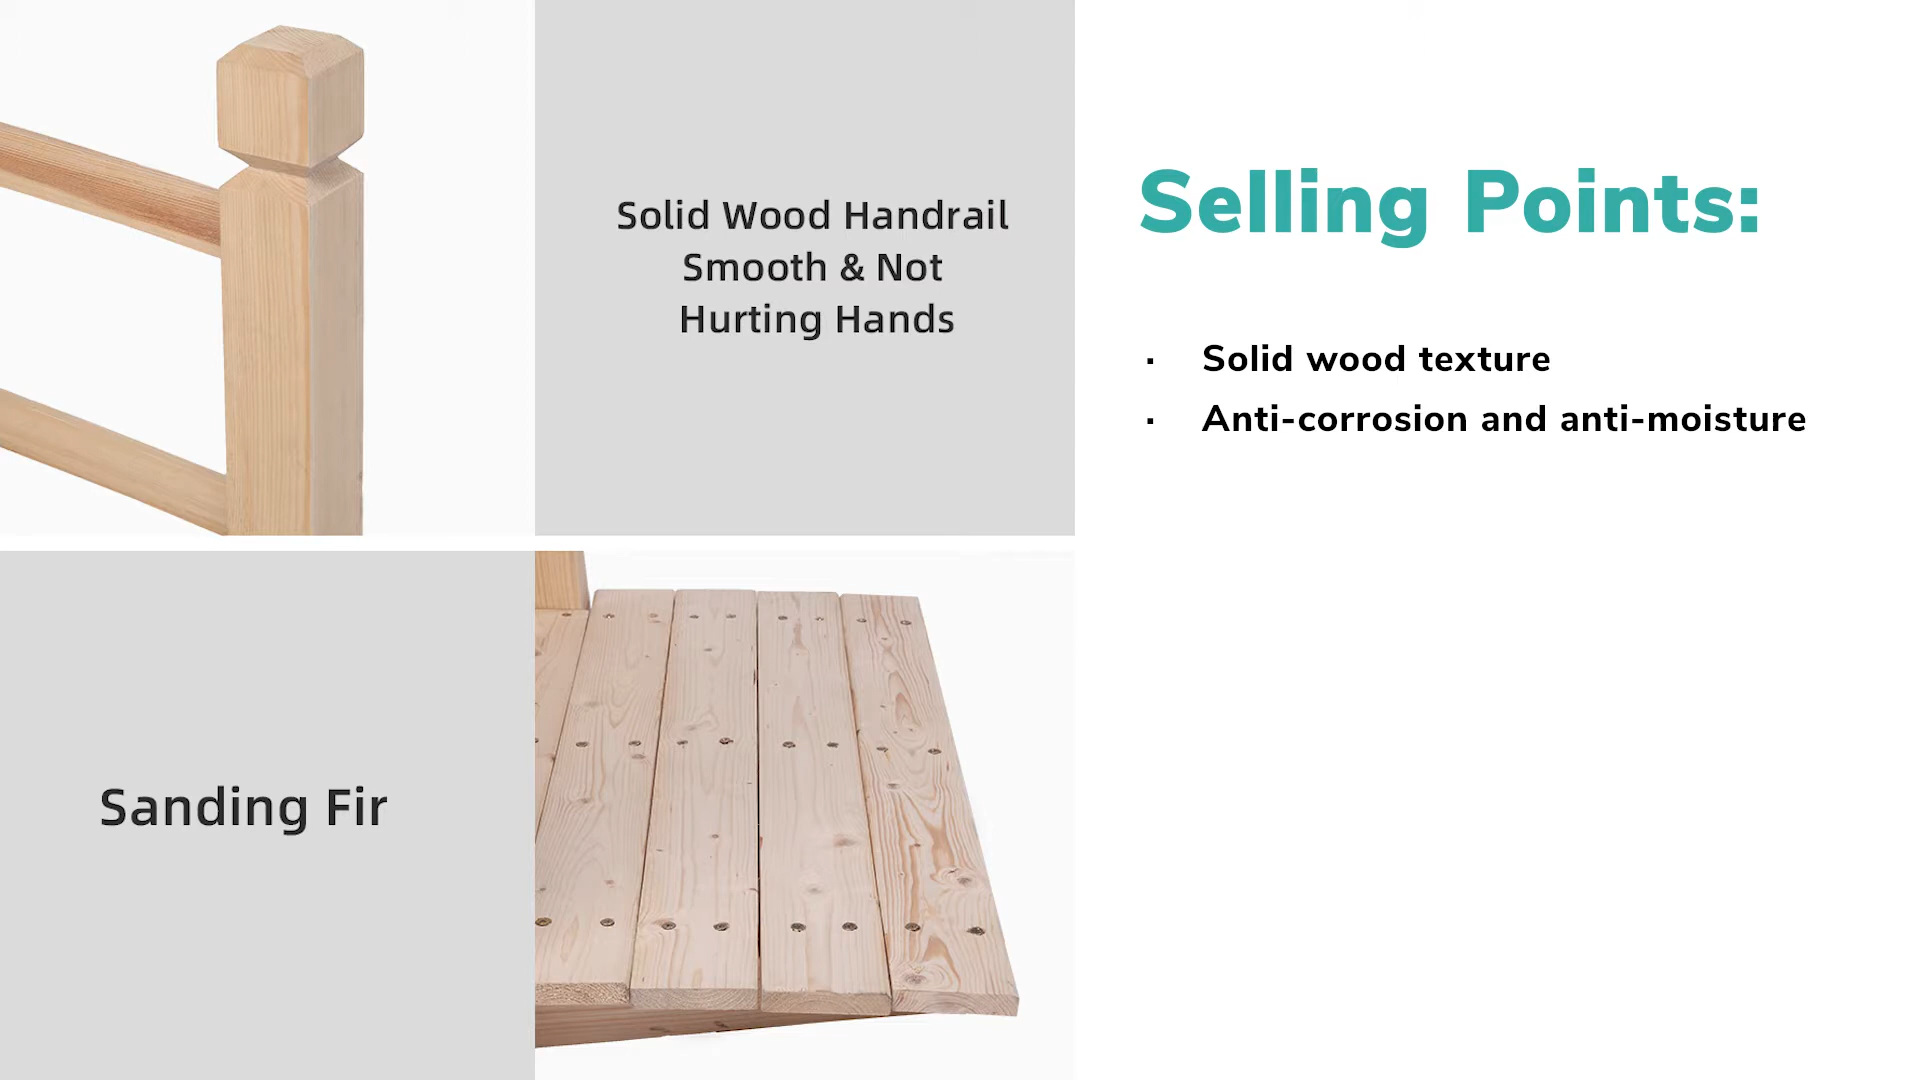 Solid Wood Handrail
Smooth & Not
Hurting Hands
Sanding Fir
Selling Points:
· Solid wood texture
· Anti-corrosion and anti-moisture